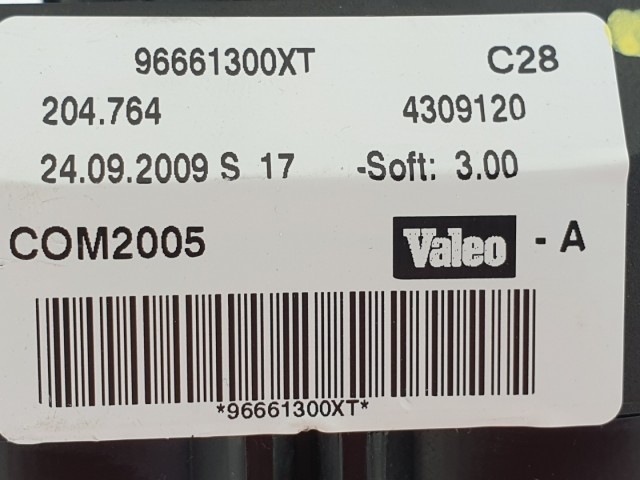 96661300XT C28
204.764 4309120
24.09.2009 S 17 -Soft: 3.00
COM2005 Valeo - A
*96661300XT*